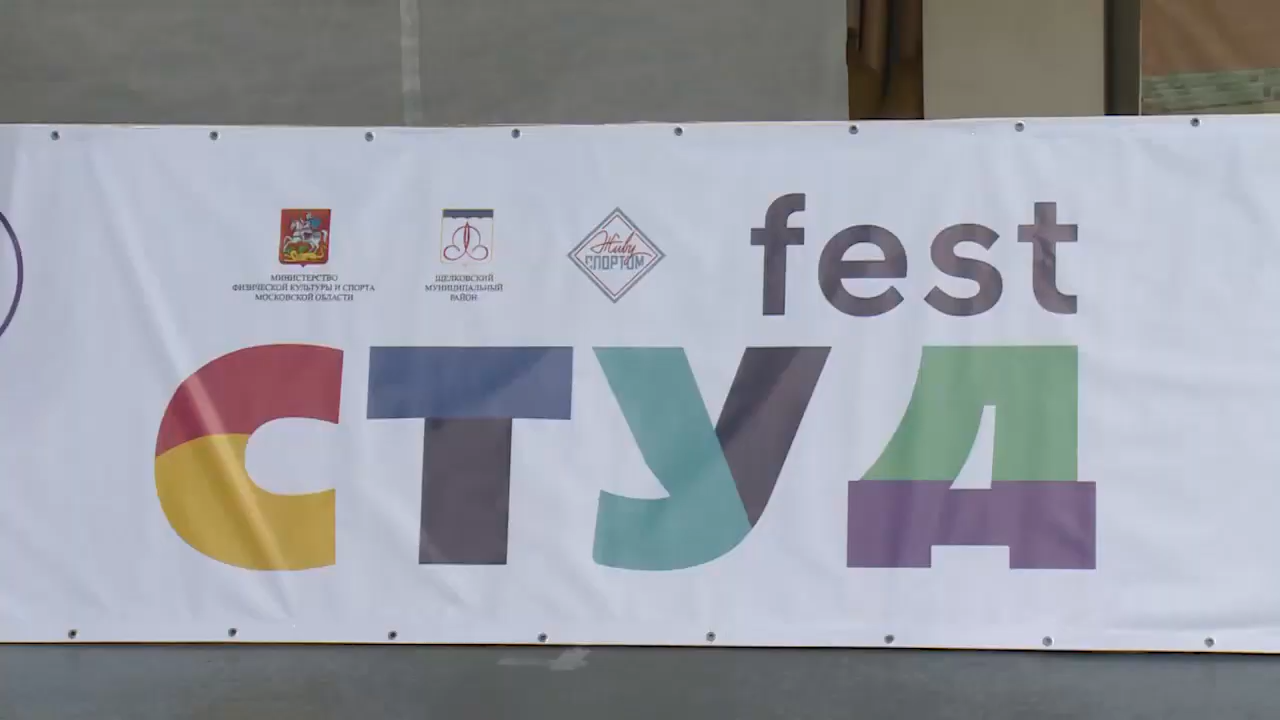 МИНИСТЕРСТВО
ФИЗИЧЕСКОЙ КУЛЬТУРЫ И СПОРТА
МОСКОВСКОЙ ОБЛАСТИ
ЩЕЛКОВСКИЙ
МУНИЦИПАЛЬНЫЙ
РАЙОН
Живу
СПОРТОМ
fest
СТУД